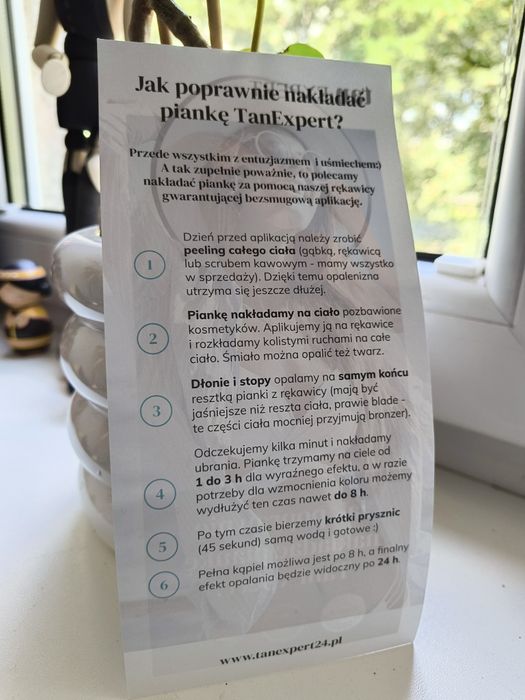 Jak poprawnie nakładać
piankę TanExpert?
Przede wszystkim z entuzjazmem i uśmiechem:)
A tak zupełnie poważnie, to polecamy
nakładać piankę za pomocą naszej rękawicy
gwarantującej bezsmugową aplikację.
1
Dzień przed aplikacją należy zrobić
peeling całego ciała (gąbką, rękawicą
lub scrubem kawowym - mamy wszystko
w sprzedaży). Dzięki temu opalenizna
utrzyma się jeszcze dłużej.
2
Piankę nakładamy na ciało pozbawione
kosmetyków. Aplikujemy ją na rękawice
i rozkładamy kolistymi ruchami na całe
ciało. Śmiało można opalić też twarz.
3
Dłonie i stopy opalamy na samym końcu
resztką pianki z rękawicy (mają być
jaśniejsze niż reszta ciała, prawie blade -
te części ciała mocniej przyjmują bronzer).
4
Odczekujemy kilka minut i nakładamy
ubrania. Piankę trzymamy na ciele od
1 do 3 h dla wyraźnego efektu, a w razie
potrzeby dla wzmocnienia koloru możemy
wydłużyć ten czas nawet do 8 h.
5
Po tym czasie bierzemy krótki prysznic
(45 sekund) samą wodą i gotowe :)
6
Pełna kąpiel możliwa jest po 8 h, a finalny
efekt opalania będzie widoczny po 24 h.
www.tanexpert24.pl